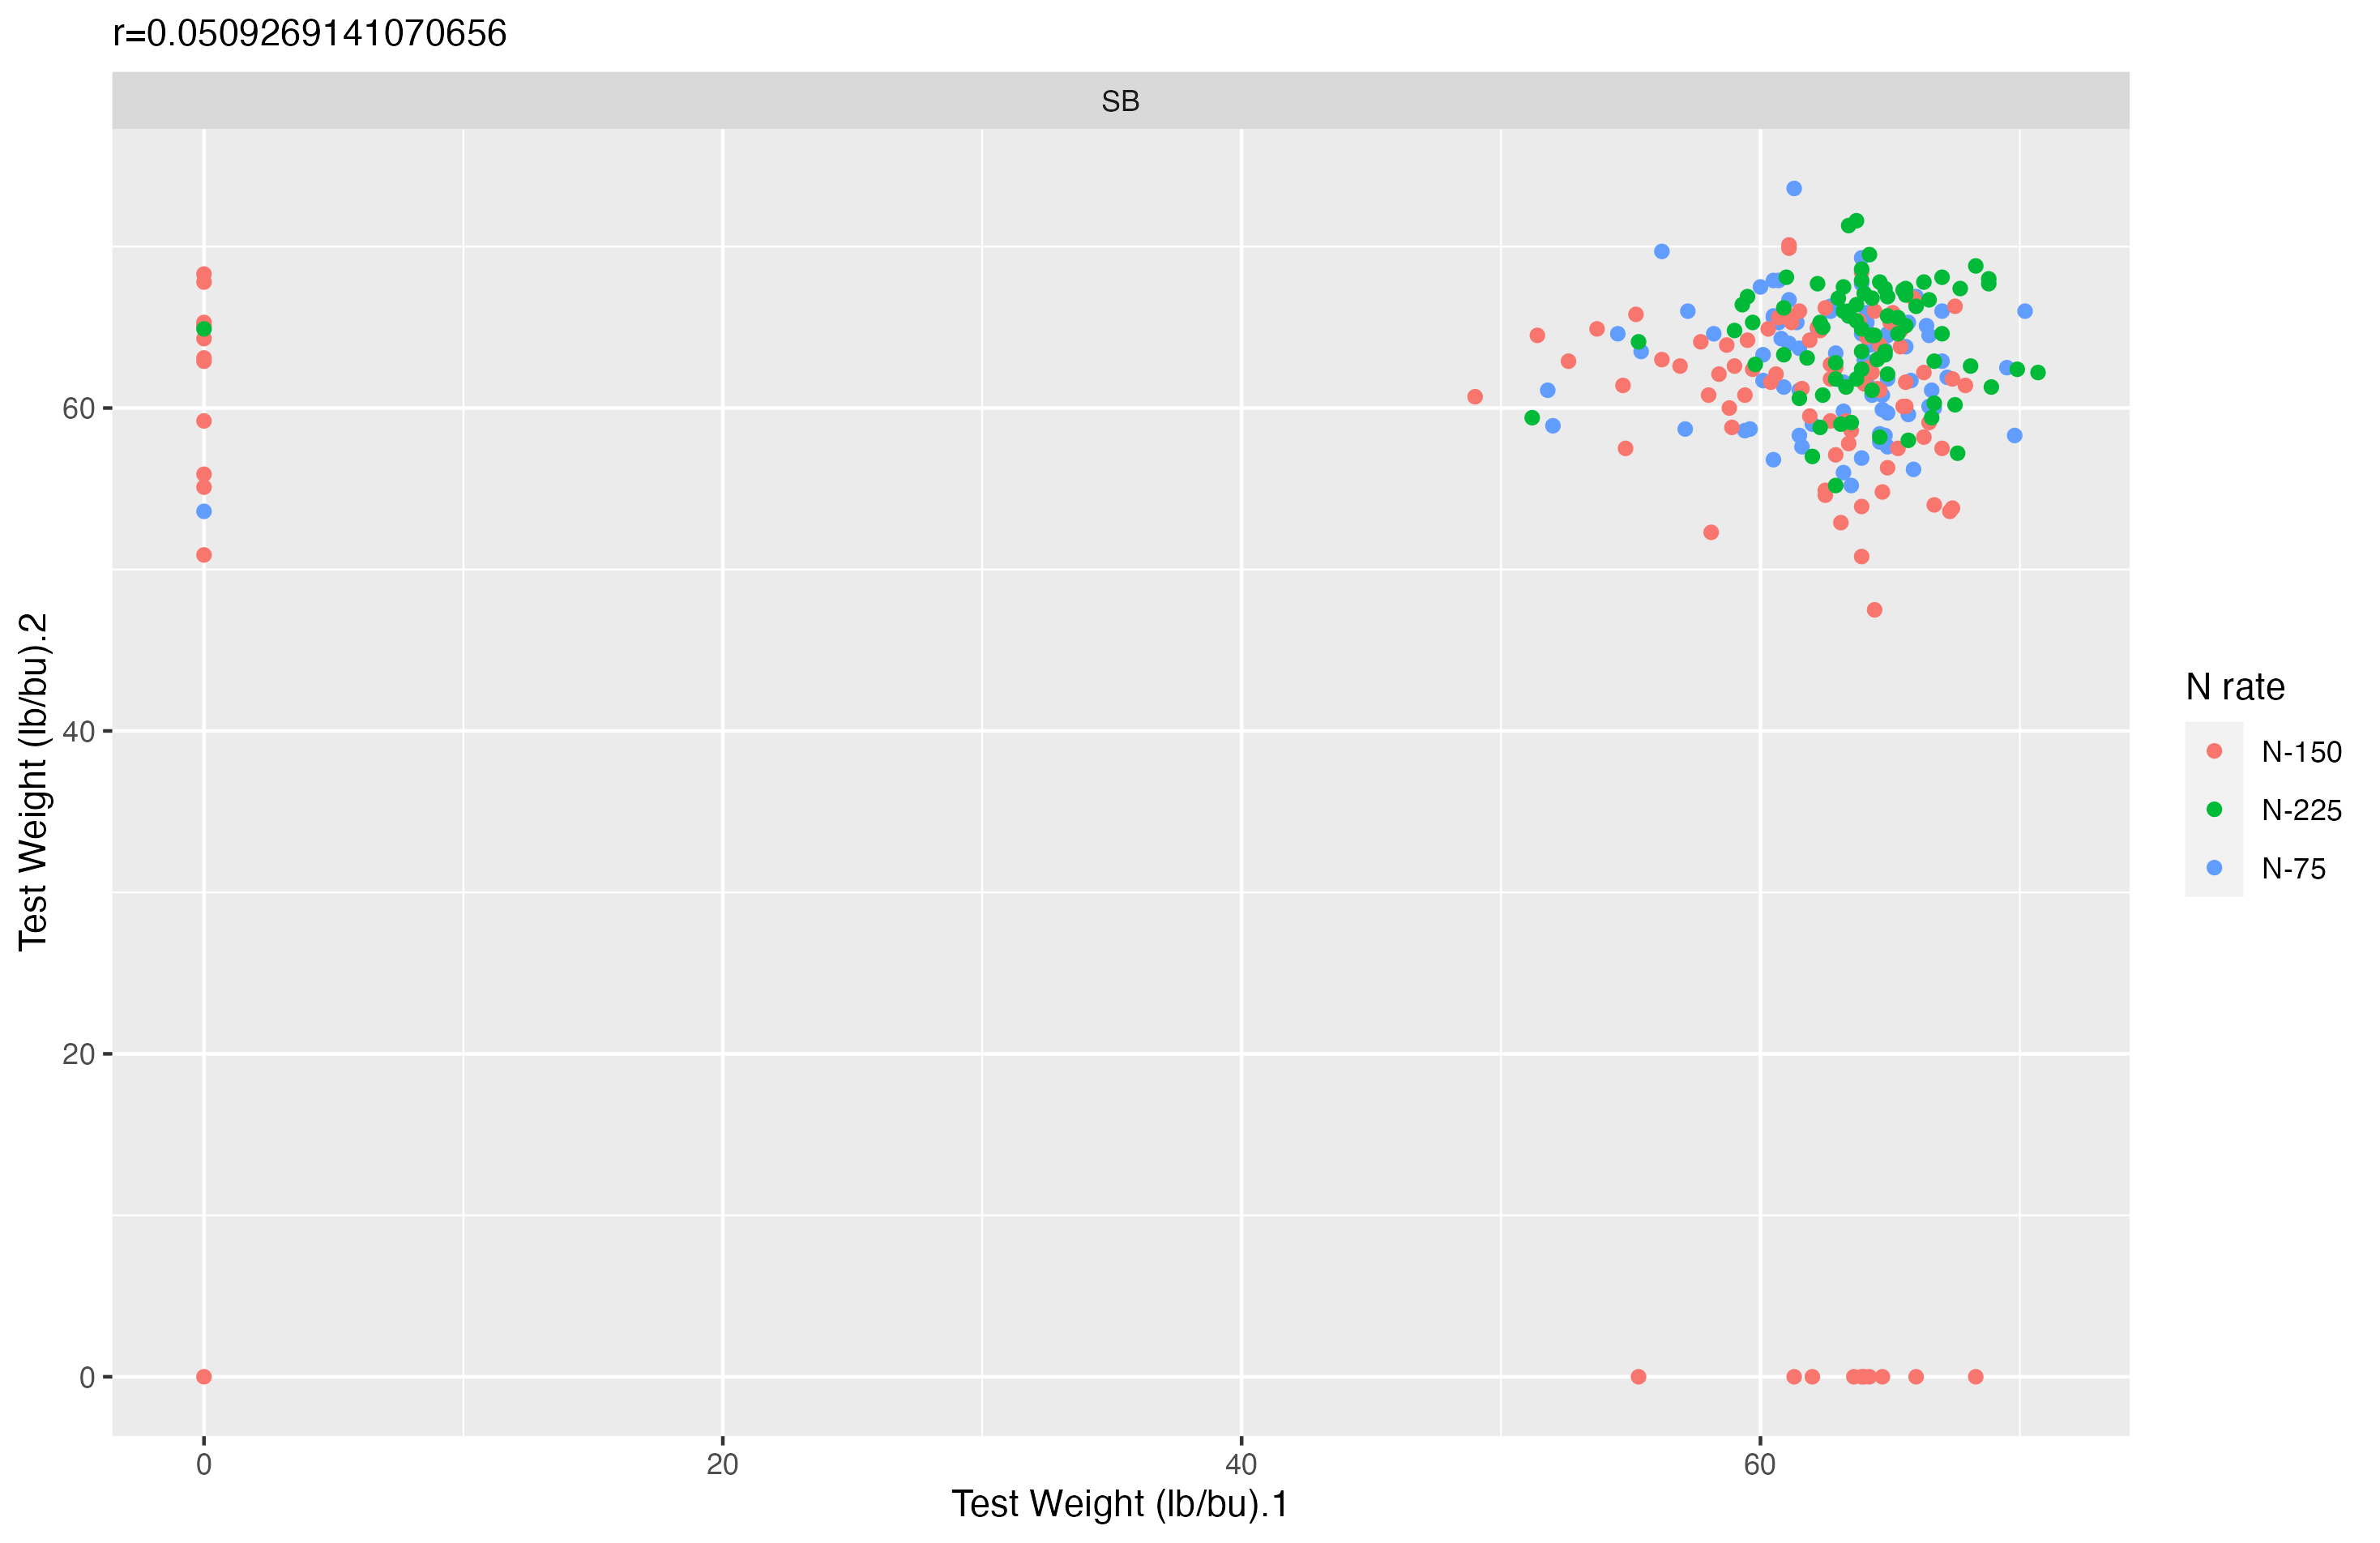 r=0.0509269141070656
SB
60
40
20
0
0
20
40
60
Test Weight (lb/bu).2
Test Weight (lb/bu).1
N rate
N-150
N-225
N-75